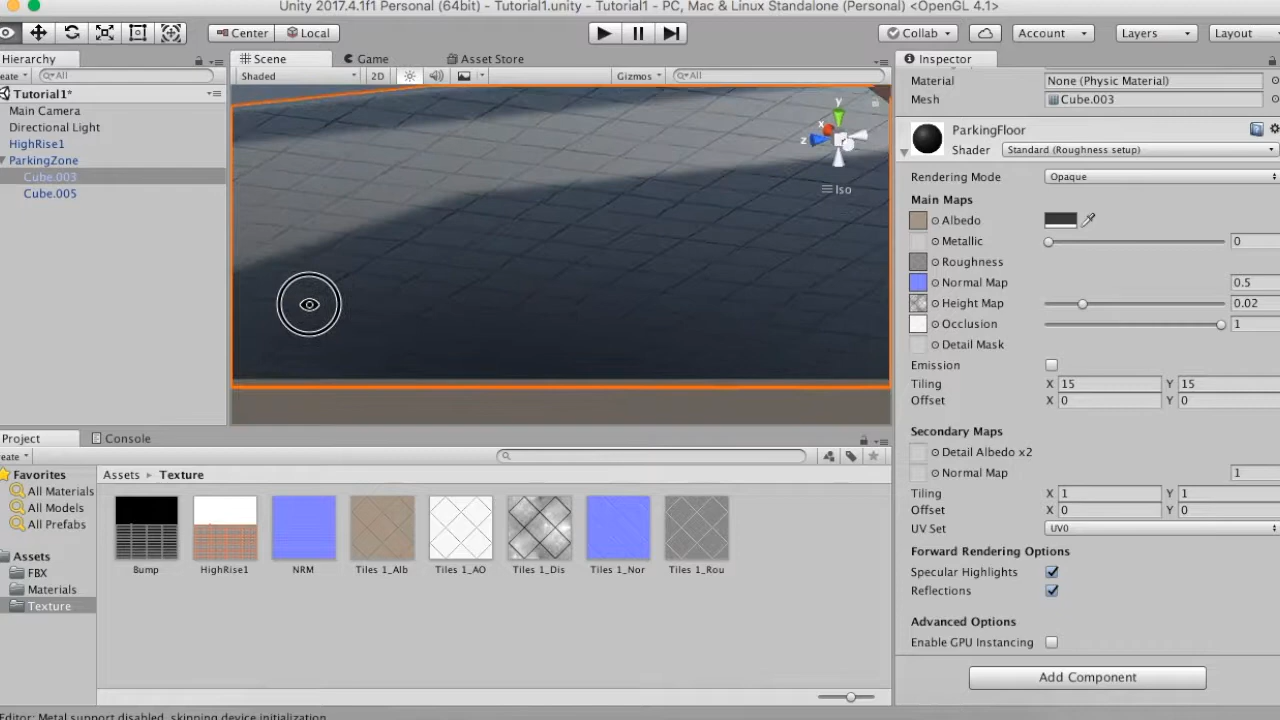 Unity 2017.4.1f1 Personal (64bit) - Tutorial1.unity - Tutorial1 - PC, Mac & Linux Standalone (Personal) <OpenGL 4.1>
Center Local Collab Account Layers Layout
Hierarchy
eate All
Tutorial1*
Main Camera
Directional Light
HighRise1
ParkingZone
Cube.003
Cube.005
Scene Game Asset Store
Shaded 2D Gizmos All
y
x
z
Iso
Inspector
Material None (Physic Material)
Mesh Cube.003
ParkingFloor
Shader Standard (Roughness setup)
Rendering Mode Opaque
Main Maps
Albedo
Metallic 0
Roughness
Normal Map 0.5
Height Map 0.02
Occlusion 1
Detail Mask
Emission
Tiling X 15 Y 15
Offset X 0 Y 0
Secondary Maps
Detail Albedo x2
Normal Map 1
Tiling X 1 Y 1
Offset X 0 Y 0
UV Set UV0
Forward Rendering Options
Specular Highlights
Reflections
Advanced Options
Enable GPU Instancing
Add Component
Project Console
eate
Favorites
All Materials
All Models
All Prefabs
Assets
FBX
Materials
Texture
Assets Texture
Bump HighRise1 NRM Tiles 1_Alb Tiles 1_AO Tiles 1_Dis Tiles 1_Nor Tiles 1_Rou
Editor: Metal support disabled, skipping device initialization